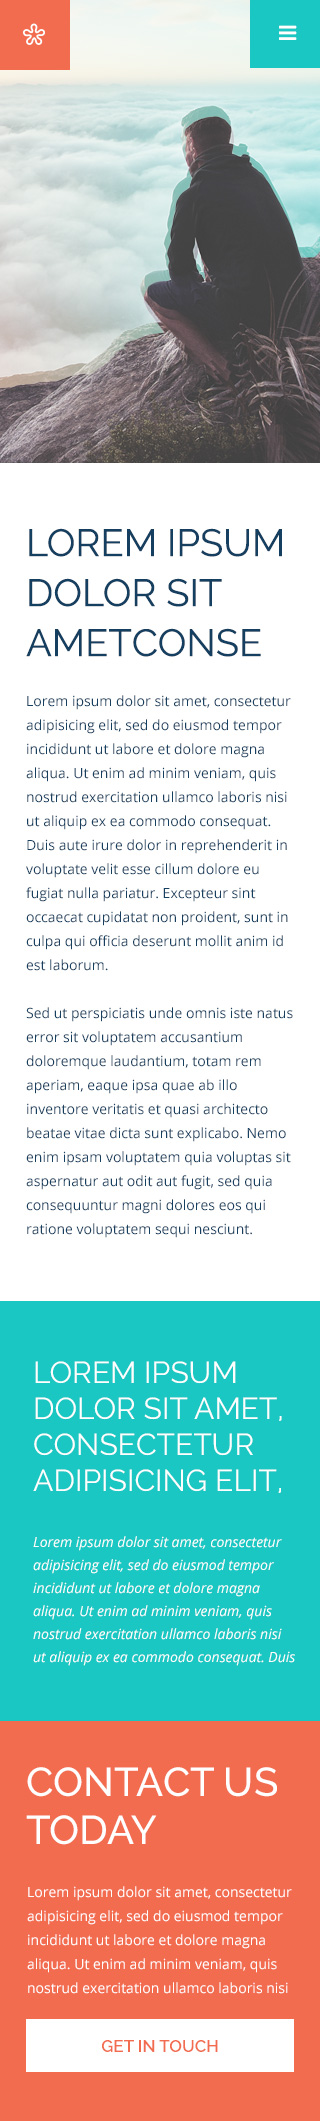 LOREM IPSUM
DOLOR SIT
AMETCONSE
Lorem ipsum dolor sit amet, consectetur
adipisicing elit, sed do eiusmod tempor
incididunt ut labore et dolore magna
aliqua. Ut enim ad minim veniam, quis
nostrud exercitation ullamco laboris nisi
ut aliquip ex ea commodo consequat.
Duis aute irure dolor in reprehenderit in
voluptate velit esse cillum dolore eu
fugiat nulla pariatur. Excepteur sint
occaecat cupidatat non proident, sunt in
culpa qui officia deserunt mollit anim id
est laborum.
Sed ut perspiciatis unde omnis iste natus
error sit voluptatem accusantium
doloremque laudantium, totam rem
aperiam, eaque ipsa quae ab illo
inventore veritatis et quasi architecto
beatae vitae dicta sunt explicabo. Nemo
enim ipsam voluptatem quia voluptas sit
aspernatur aut odit aut fugit, sed quia
consequuntur magni dolores eos qui
ratione voluptatem sequi nesciunt.
LOREM IPSUM
DOLOR SIT AMET,
CONSECTETUR
ADIPISICING ELIT,
Lorem ipsum dolor sit amet, consectetur
adipisicing elit, sed do eiusmod tempor
incididunt ut labore et dolore magna
aliqua. Ut enim ad minim veniam, quis
nostrud exercitation ullamco laboris nisi
ut aliquip ex ea commodo consequat. Duis
CONTACT US
TODAY
Lorem ipsum dolor sit amet, consectetur
adipisicing elit, sed do eiusmod tempor
incididunt ut labore et dolore magna
aliqua. Ut enim ad minim veniam, quis
nostrud exercitation ullamco laboris nisi
GET IN TOUCH